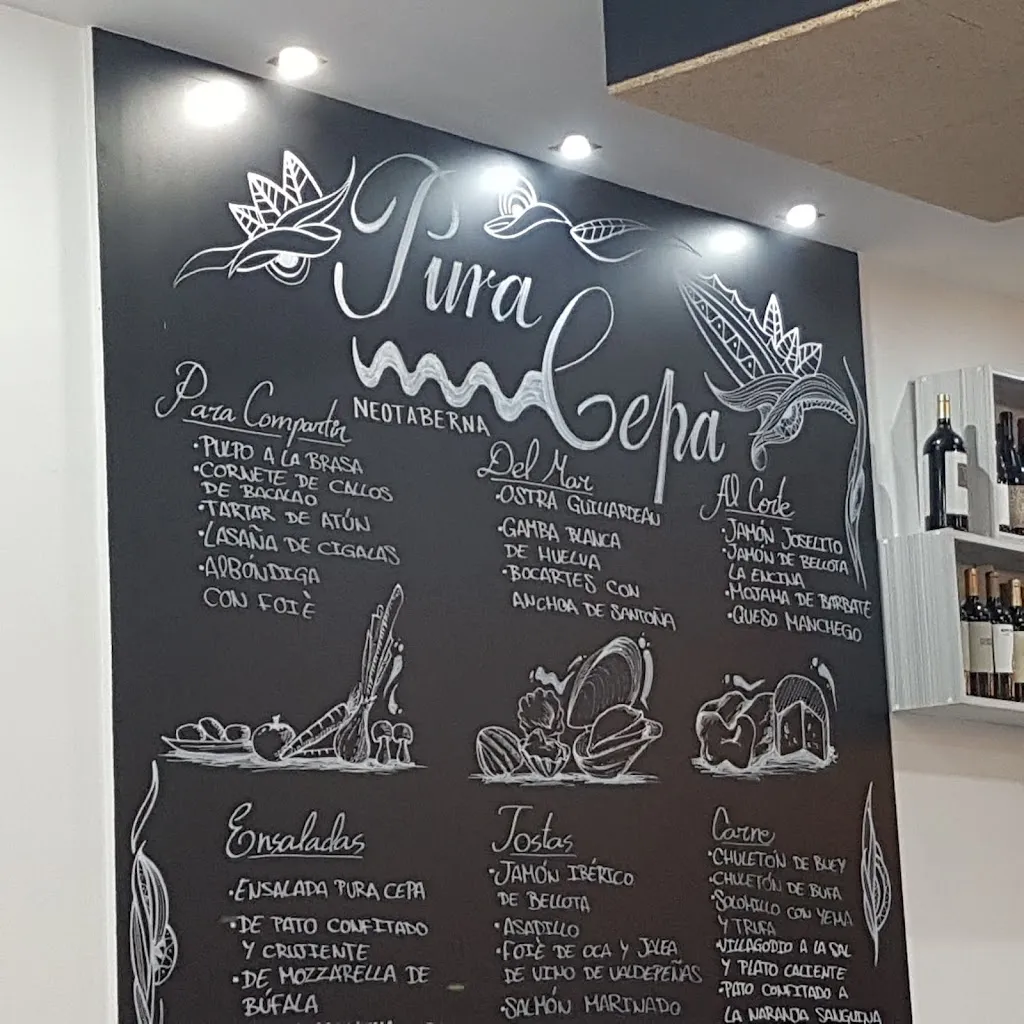 Pura
Cepa
NEOTABERNA
Para Compartir
•PULPO A LA BRASA
•CORNETE DE CALLOS
DE BACALAO
•TARTAR DE ATÚN
•LASAÑA DE CIGALAS
•ALBÓNDIGA
CON FOIÈ
Del Mar
•OSTRA GUILLARDEAU
•GAMBA BLANCA
DE HUELVA
•BOCARTES CON
ANCHOA DE SANTOÑA
Al Corte
•JAMÓN JOSELITO
•JAMÓN DE BELLOTA
LA ENCINA
•MOJAMA DE BARBATE
•QUESO MANCHEGO
Ensaladas
•ENSALADA PURA CEPA
•DE PATO CONFITADO
Y CRUJIENTE
•DE MOZZARELLA DE
BÚFALA
Tostas
•JAMÓN IBÉRICO
DE BELLOTA
•ASADILLO
•FOIÈ DE OCA Y JALEA
DE VINO DE VALDEPEÑAS
•SALMÓN MARINADO
Carne
•CHULETÓN DE BUEY
•CHULETÓN DE BUFA
•SOLOMILLO CON YEMA
Y TRUFA
•VILLAGODIO A LA SAL
Y PLATO CALIENTE
•PATO CONFITADO A
LA NARANJA SANGUINA